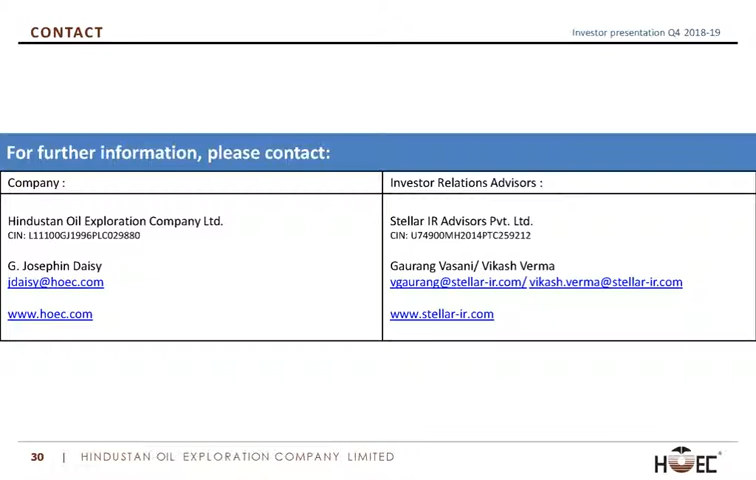 CONTACT
Investor presentation Q4 2018-19
For further information, please contact:
Company :
Hindustan Oil Exploration Company Ltd.
CIN: L11100GJ1996PLC029880
G. Josephin Daisy
jdaisy@hoec.com
www.hoec.com
Investor Relations Advisors :
Stellar IR Advisors Pvt. Ltd.
CIN: U74900MH2014PTC259212
Gaurang Vasani/ Vikash Verma
vgaurang@stellar-ir.com/ vikash.verma@stellar-ir.com
www.stellar-ir.com
30 | HINDUSTAN OIL EXPLORATION COMPANY LIMITED
HOEC